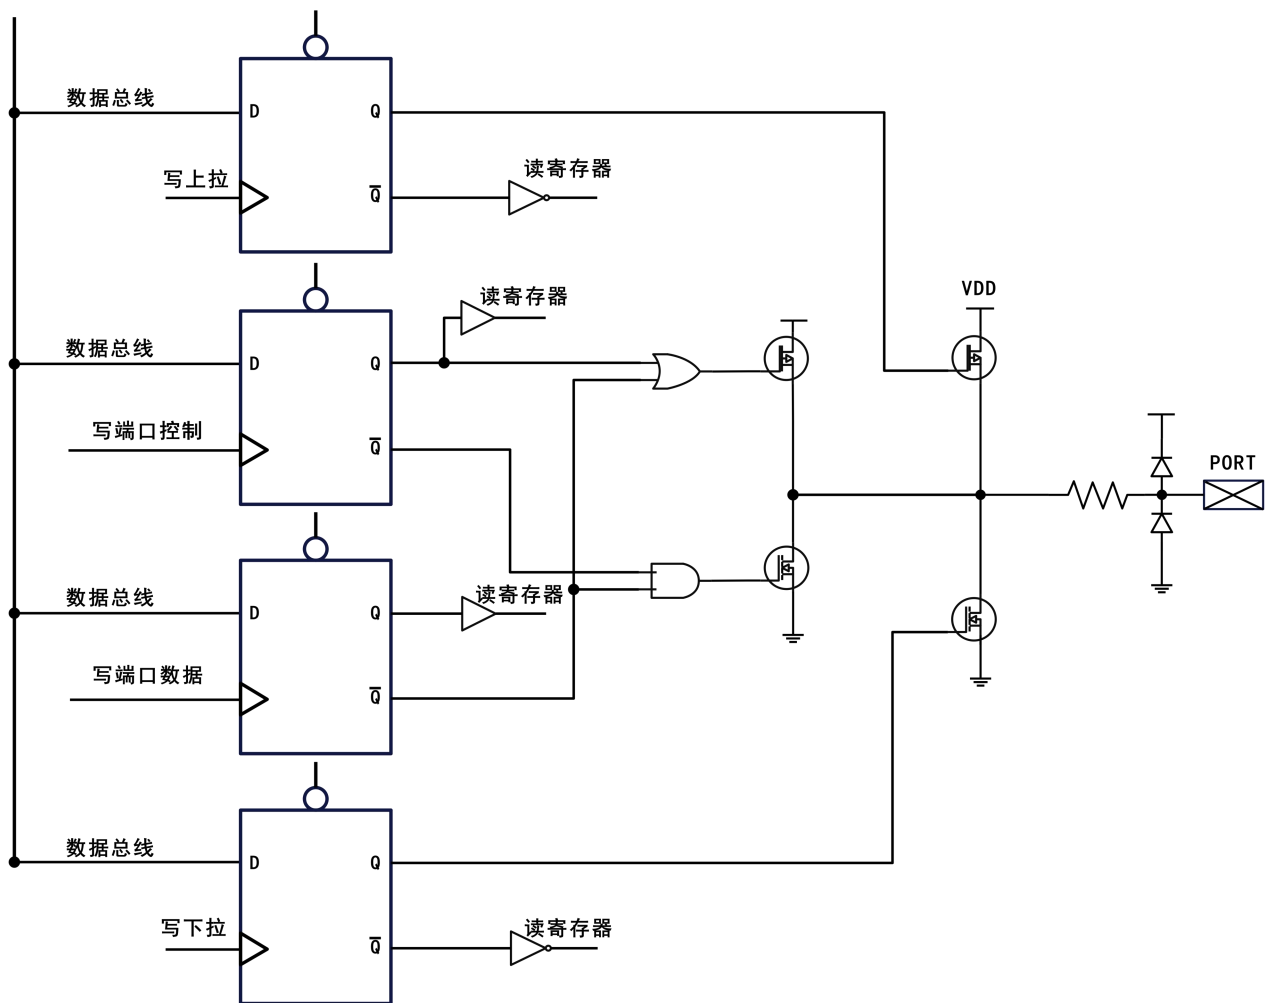 数据总线
D
Q
写上拉
Q
读寄存器
读寄存器
VDD
数据总线
D
Q
写端口控制
Q
PORT
数据总线
D
Q
读寄存器
写端口数据
Q
数据总线
D
Q
写下拉
Q
读寄存器